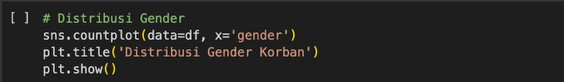 [ ] # Distribusi Gender
sns.countplot(data=df, x='gender')
plt.title('Distribusi Gender Korban')
plt.show()